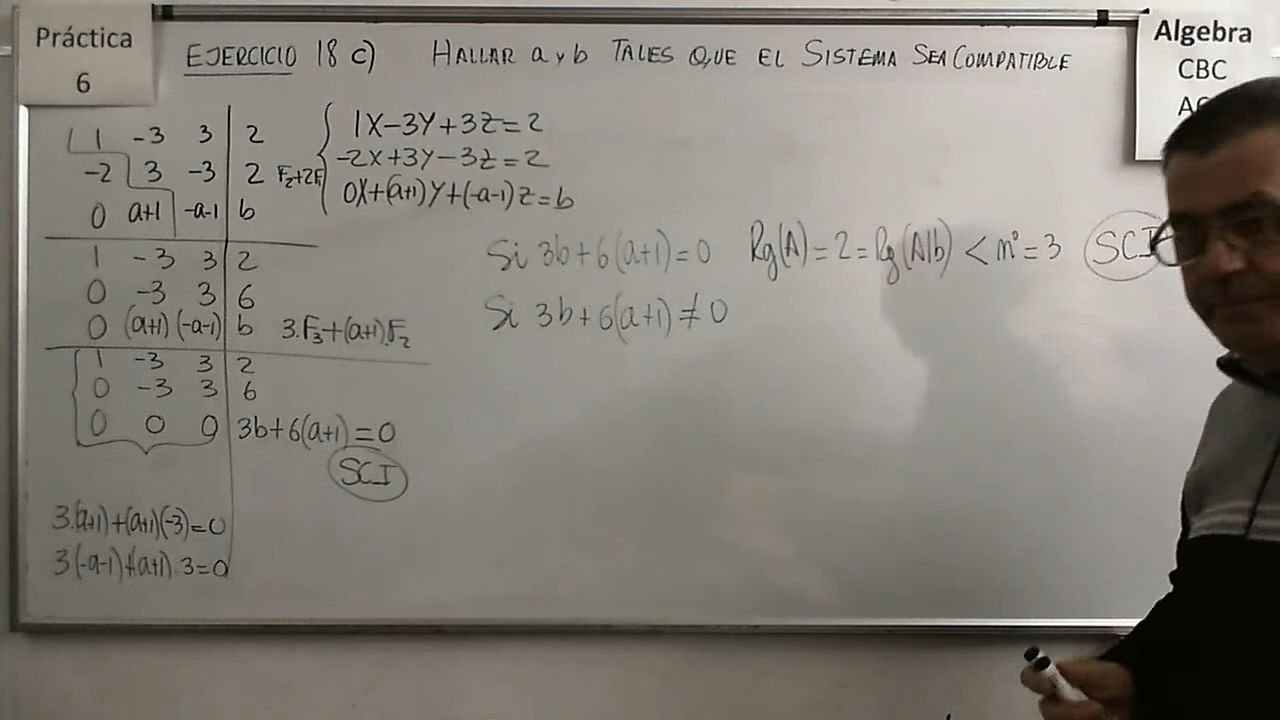 Práctica
6
EJERCICIO 18 c) HALLAR a y b TALES QUE EL SISTEMA SEA COMPATIBLE
Algebra
CBC
1 -3 3 | 2
-2 3 -3 | 2 F₂+2F₁
0 a+1 -a-1 | b
1X-3Y+3Z=2
-2X+3Y-3Z=2
0X+(a+1)Y+(-a-1)Z=b
1 -3 3 | 2
0 -3 3 | 6
0 (a+1) (-a-1) | b 3.F₃+(a+1).F₂
1 -3 3 | 2
0 -3 3 | 6
0 0 0 | 3b+6(a+1)=0
SCI
3.(a+1)+(a+1)(-3)=0
3(-a-1)+(a+1).3=0
Si 3b+6(a+1)=0 Rg(A)=2=Rg(A|b) < nº=3 SCI
Si 3b+6(a+1)≠0